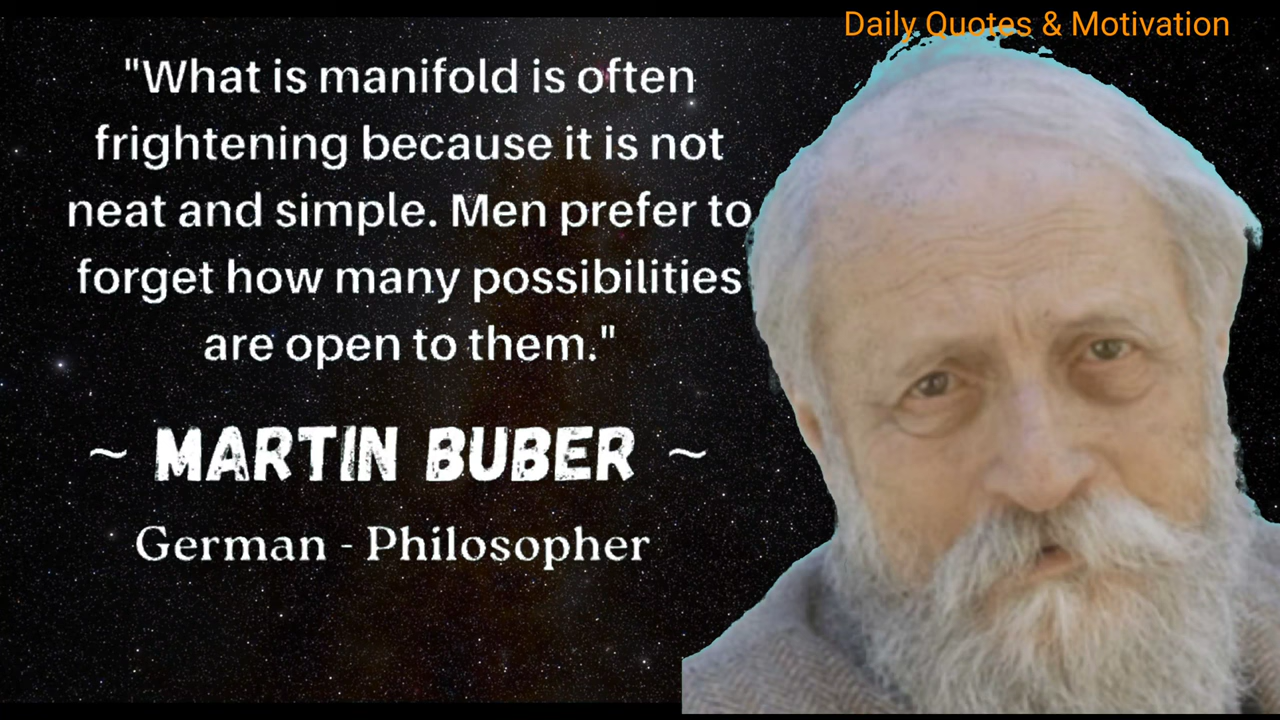 Daily Quotes & Motivation
"What is manifold is often
frightening because it is not
neat and simple. Men prefer to
forget how many possibilities
are open to them."
~ MARTIN BUBER ~
German - Philosopher